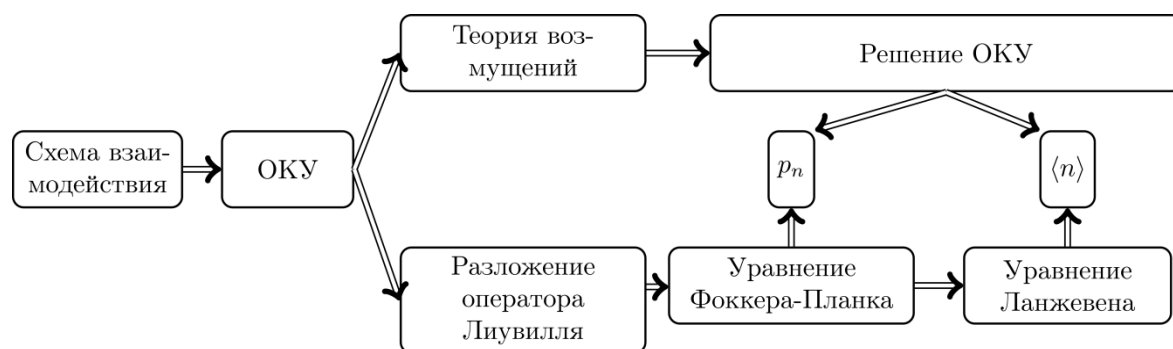 Теория воз-
мущений
Решение ОКУ
Схема взаи-
модействия
ОКУ
p_n
⟨n⟩
Разложение
оператора
Лиувилля
Уравнение
Фоккера-Планка
Уравнение
Ланжевена